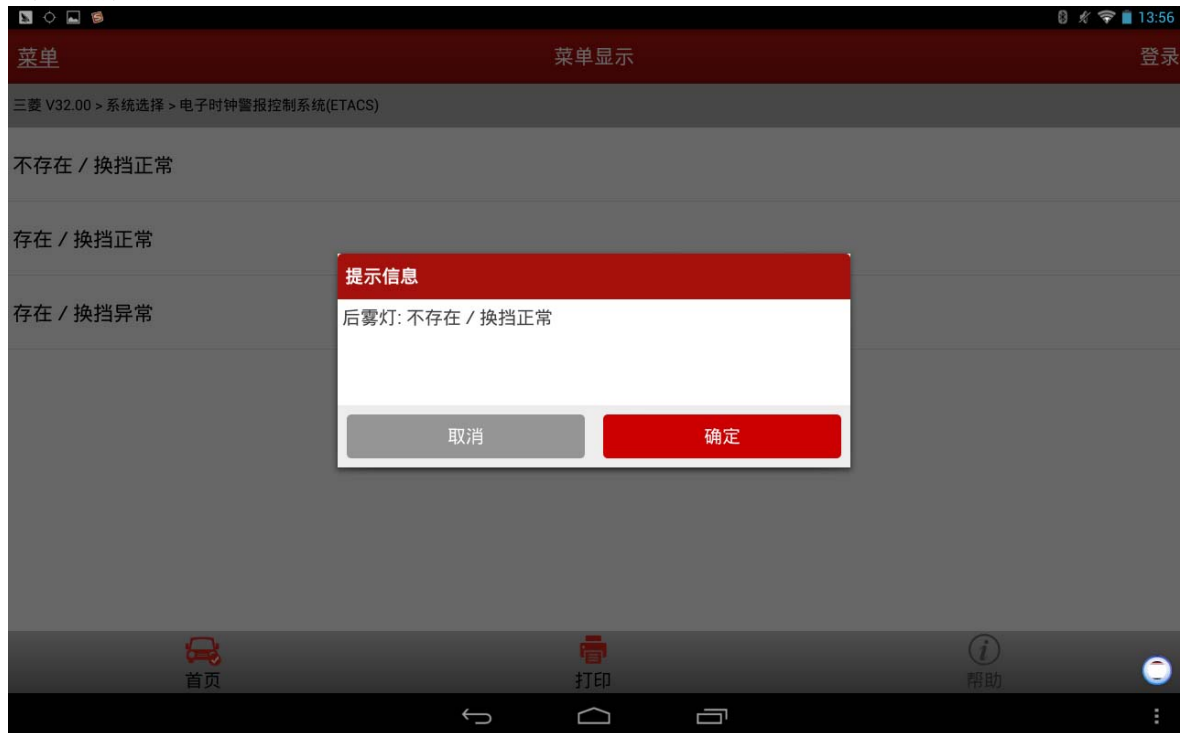 13:56
菜单
菜单显示
登录
三菱 V32.00 > 系统选择 > 电子时钟警报控制系统(ETACS)
不存在 / 换挡正常
存在 / 换挡正常
存在 / 换挡异常
提示信息
后雾灯: 不存在 / 换挡正常
取消
确定
首页
打印
帮助